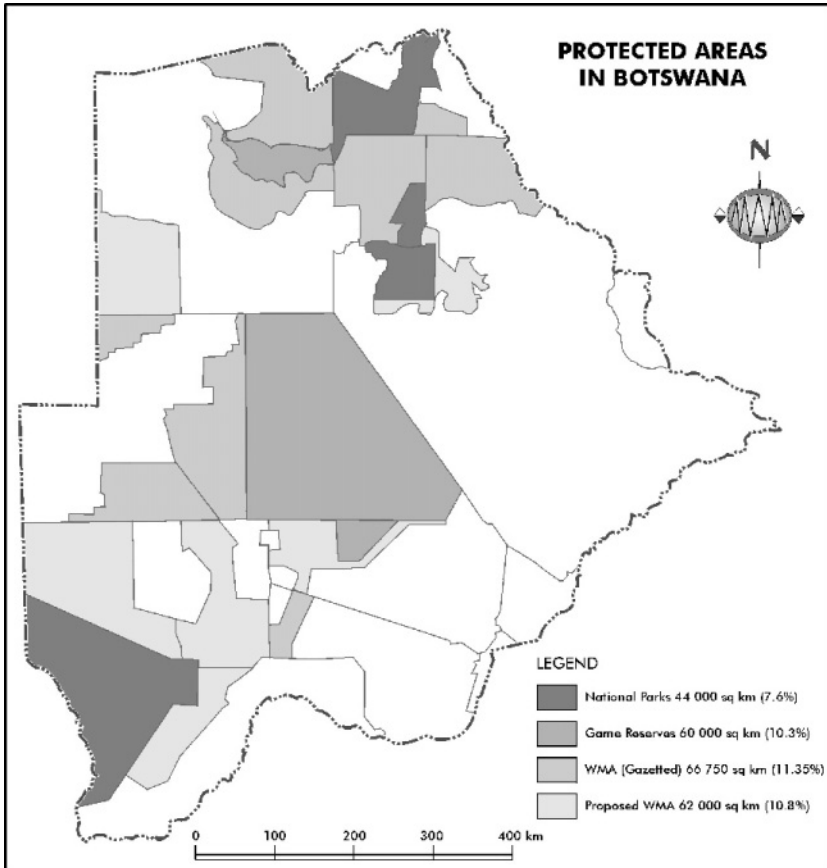 PROTECTED AREAS
IN BOTSWANA
N
LEGEND
National Parks 44 000 sq km (7.6%)
Game Reserves 60 000 sq km (10.3%)
WMA (Gazetted) 66 750 sq km (11.35%)
Proposed WMA 62 000 sq km (10.8%)
0 100 200 300 400 km